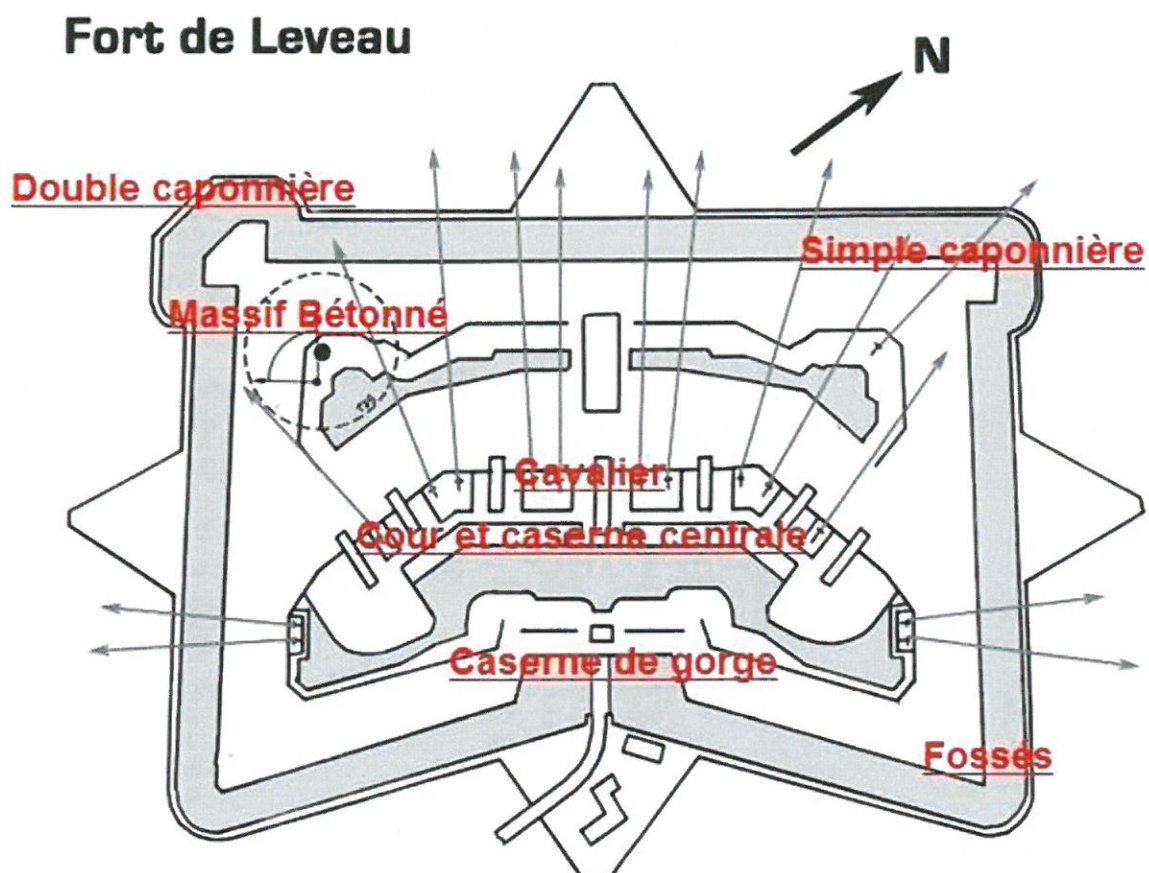 Fort de Leveau
N
Double caponnière
Simple caponnière
Massif Bétonné
Cavalier
Cour et caserne centrale
Caserne de gorge
Fossés